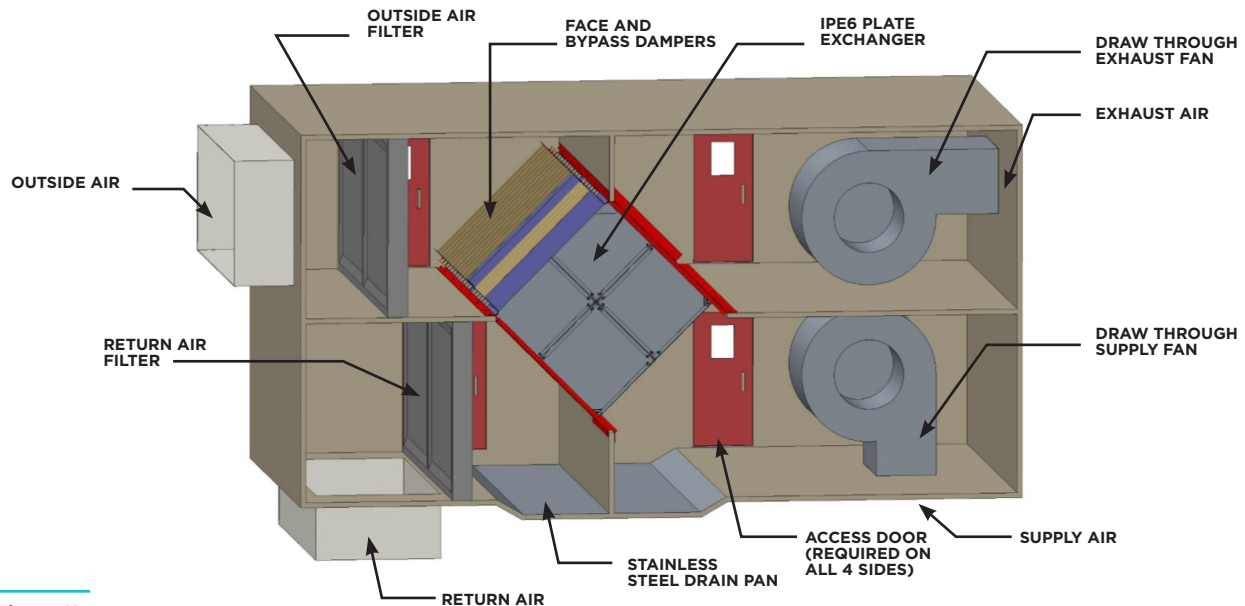 OUTSIDE AIR
FILTER
FACE AND
BYPASS DAMPERS
IPE6 PLATE
EXCHANGER
DRAW THROUGH
EXHAUST FAN
EXHAUST AIR
OUTSIDE AIR
RETURN AIR
FILTER
DRAW THROUGH
SUPPLY FAN
STAINLESS
STEEL DRAIN PAN
ACCESS DOOR
(REQUIRED ON
ALL 4 SIDES)
SUPPLY AIR
RETURN AIR